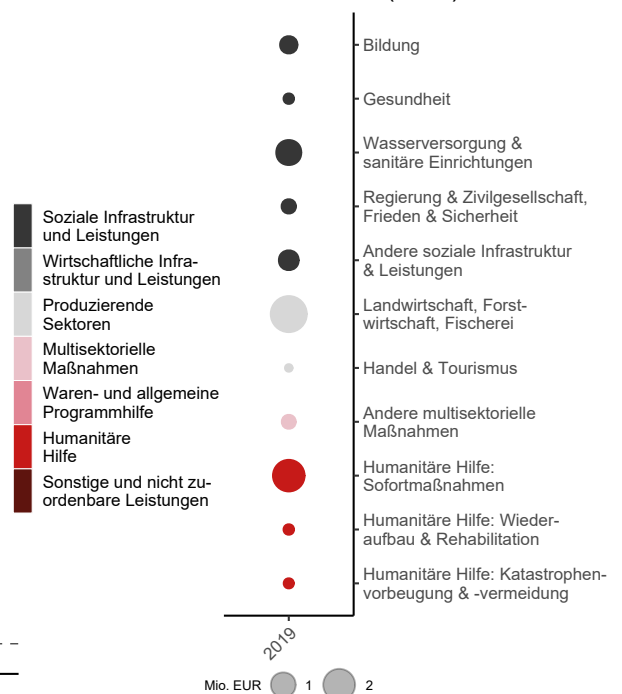 Bildung
Gesundheit
Wasserversorgung &
sanitäre Einrichtungen
Regierung & Zivilgesellschaft,
Frieden & Sicherheit
Andere soziale Infrastruktur
& Leistungen
Landwirtschaft, Forst-
wirtschaft, Fischerei
Handel & Tourismus
Andere multisektorielle
Maßnahmen
Humanitäre Hilfe:
Sofortmaßnahmen
Humanitäre Hilfe: Wieder-
aufbau & Rehabilitation
Humanitäre Hilfe: Katastrophen-
vorbeugung & -vermeidung
Soziale Infrastruktur
und Leistungen
Wirtschaftliche Infra-
struktur und Leistungen
Produzierende
Sektoren
Multisektorielle
Maßnahmen
Waren- und allgemeine
Programmhilfe
Humanitäre
Hilfe
Sonstige und nicht zu-
ordenbare Leistungen
2019
Mio. EUR 1 2